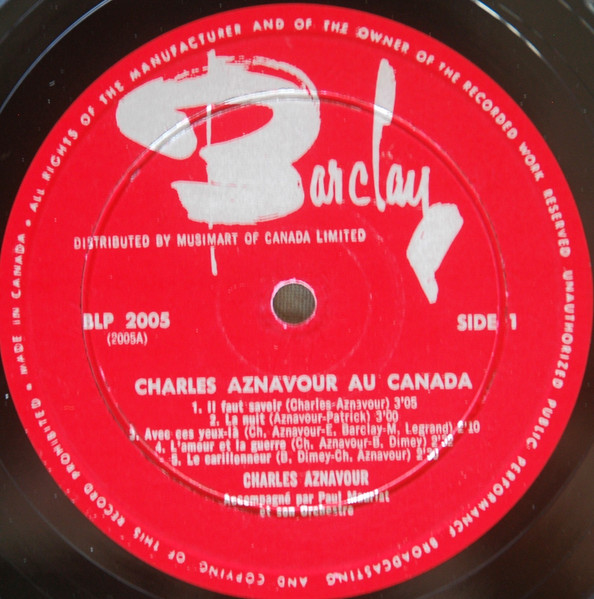 MADE IN CANADA • ALL RIGHTS OF THE MANUFACTURER AND OF THE OWNER OF THE RECORDED WORK RESERVED UNAUTHORIZED PUBLIC PERFORMANCE BROADCASTING AND COPYING OF THIS RECORD PROHIBITED •
Barclay
DISTRIBUTED BY MUSIMART OF CANADA LIMITED
BLP 2005
(2005A)
SIDE 1
CHARLES AZNAVOUR AU CANADA
1. Il faut savoir (Charles-Aznavour) 3'05
2. La nuit (Aznavour-Patrick) 3'00
3. Avec ces yeux-là (Ch. Aznavour-E. Barclay-M. Legrand) 2'10
4. L'amour et la guerre (Ch. Aznavour-B. Dimey)
5. Le carillonneur (B. Dimey-Ch. Aznavour)
CHARLES AZNAVOUR
Accompagné par Paul Mauriat
et son Orchestre